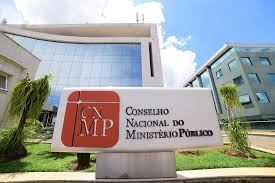 CN
MP
CONSELHO
NACIONAL DO
MINISTÉRIO PÚBLICO